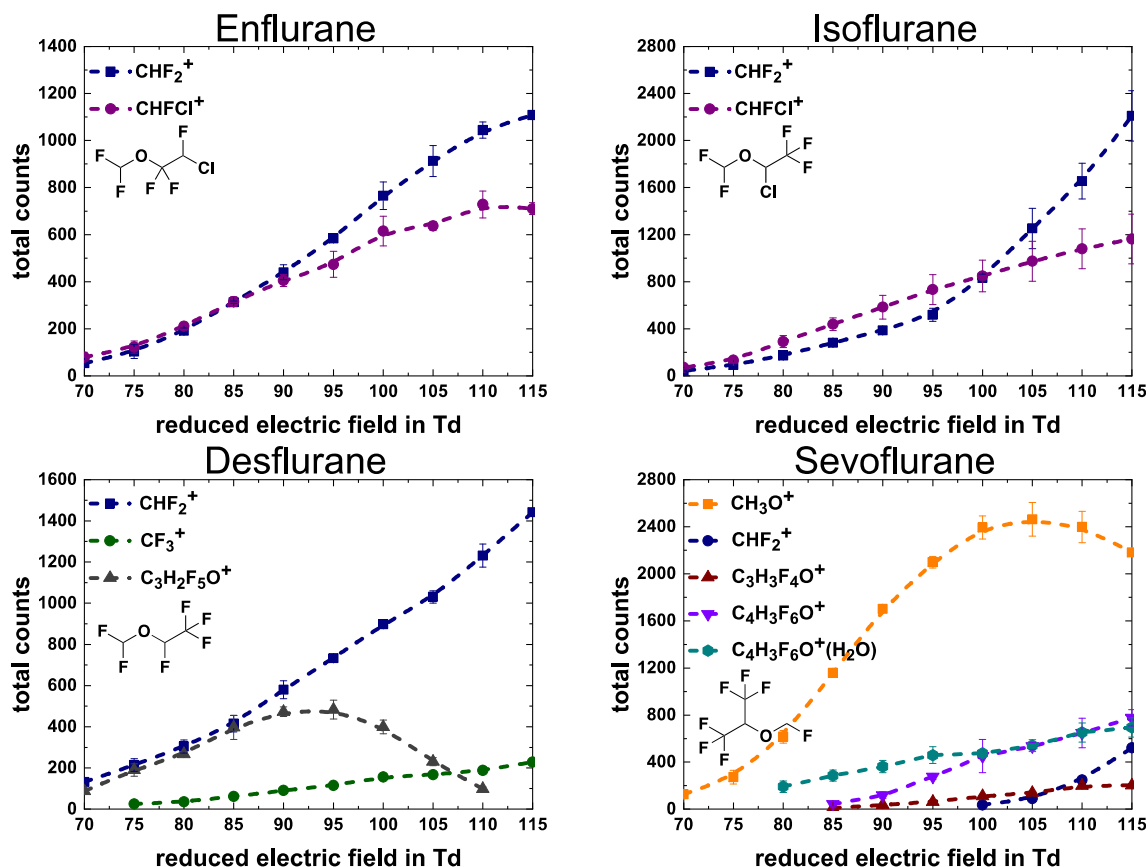 Enflurane
1400
1200
1000
800
600
400
200
0
total counts
CHF₂⁺
CHFCl⁺
F
F
O
F
F
F
Cl
70 75 80 85 90 95 100 105 110 115
reduced electric field in Td
Isoflurane
2800
2400
2000
1600
1200
800
400
0
total counts
CHF₂⁺
CHFCl⁺
F
F
O
Cl
F
F
F
70 75 80 85 90 95 100 105 110 115
reduced electric field in Td
Desflurane
1600
1400
1200
1000
800
600
400
200
0
total counts
CHF₂⁺
CF₃⁺
C₃H₂F₅O⁺
F
F
O
F
F
F
F
70 75 80 85 90 95 100 105 110 115
reduced electric field in Td
Sevoflurane
2800
2400
2000
1600
1200
800
400
0
total counts
CH₃O⁺
CHF₂⁺
C₃H₃F₄O⁺
C₄H₃F₆O⁺
C₄H₃F₆O⁺(H₂O)
F
F
F
F
F
F
O
F
70 75 80 85 90 95 100 105 110 115
reduced electric field in Td